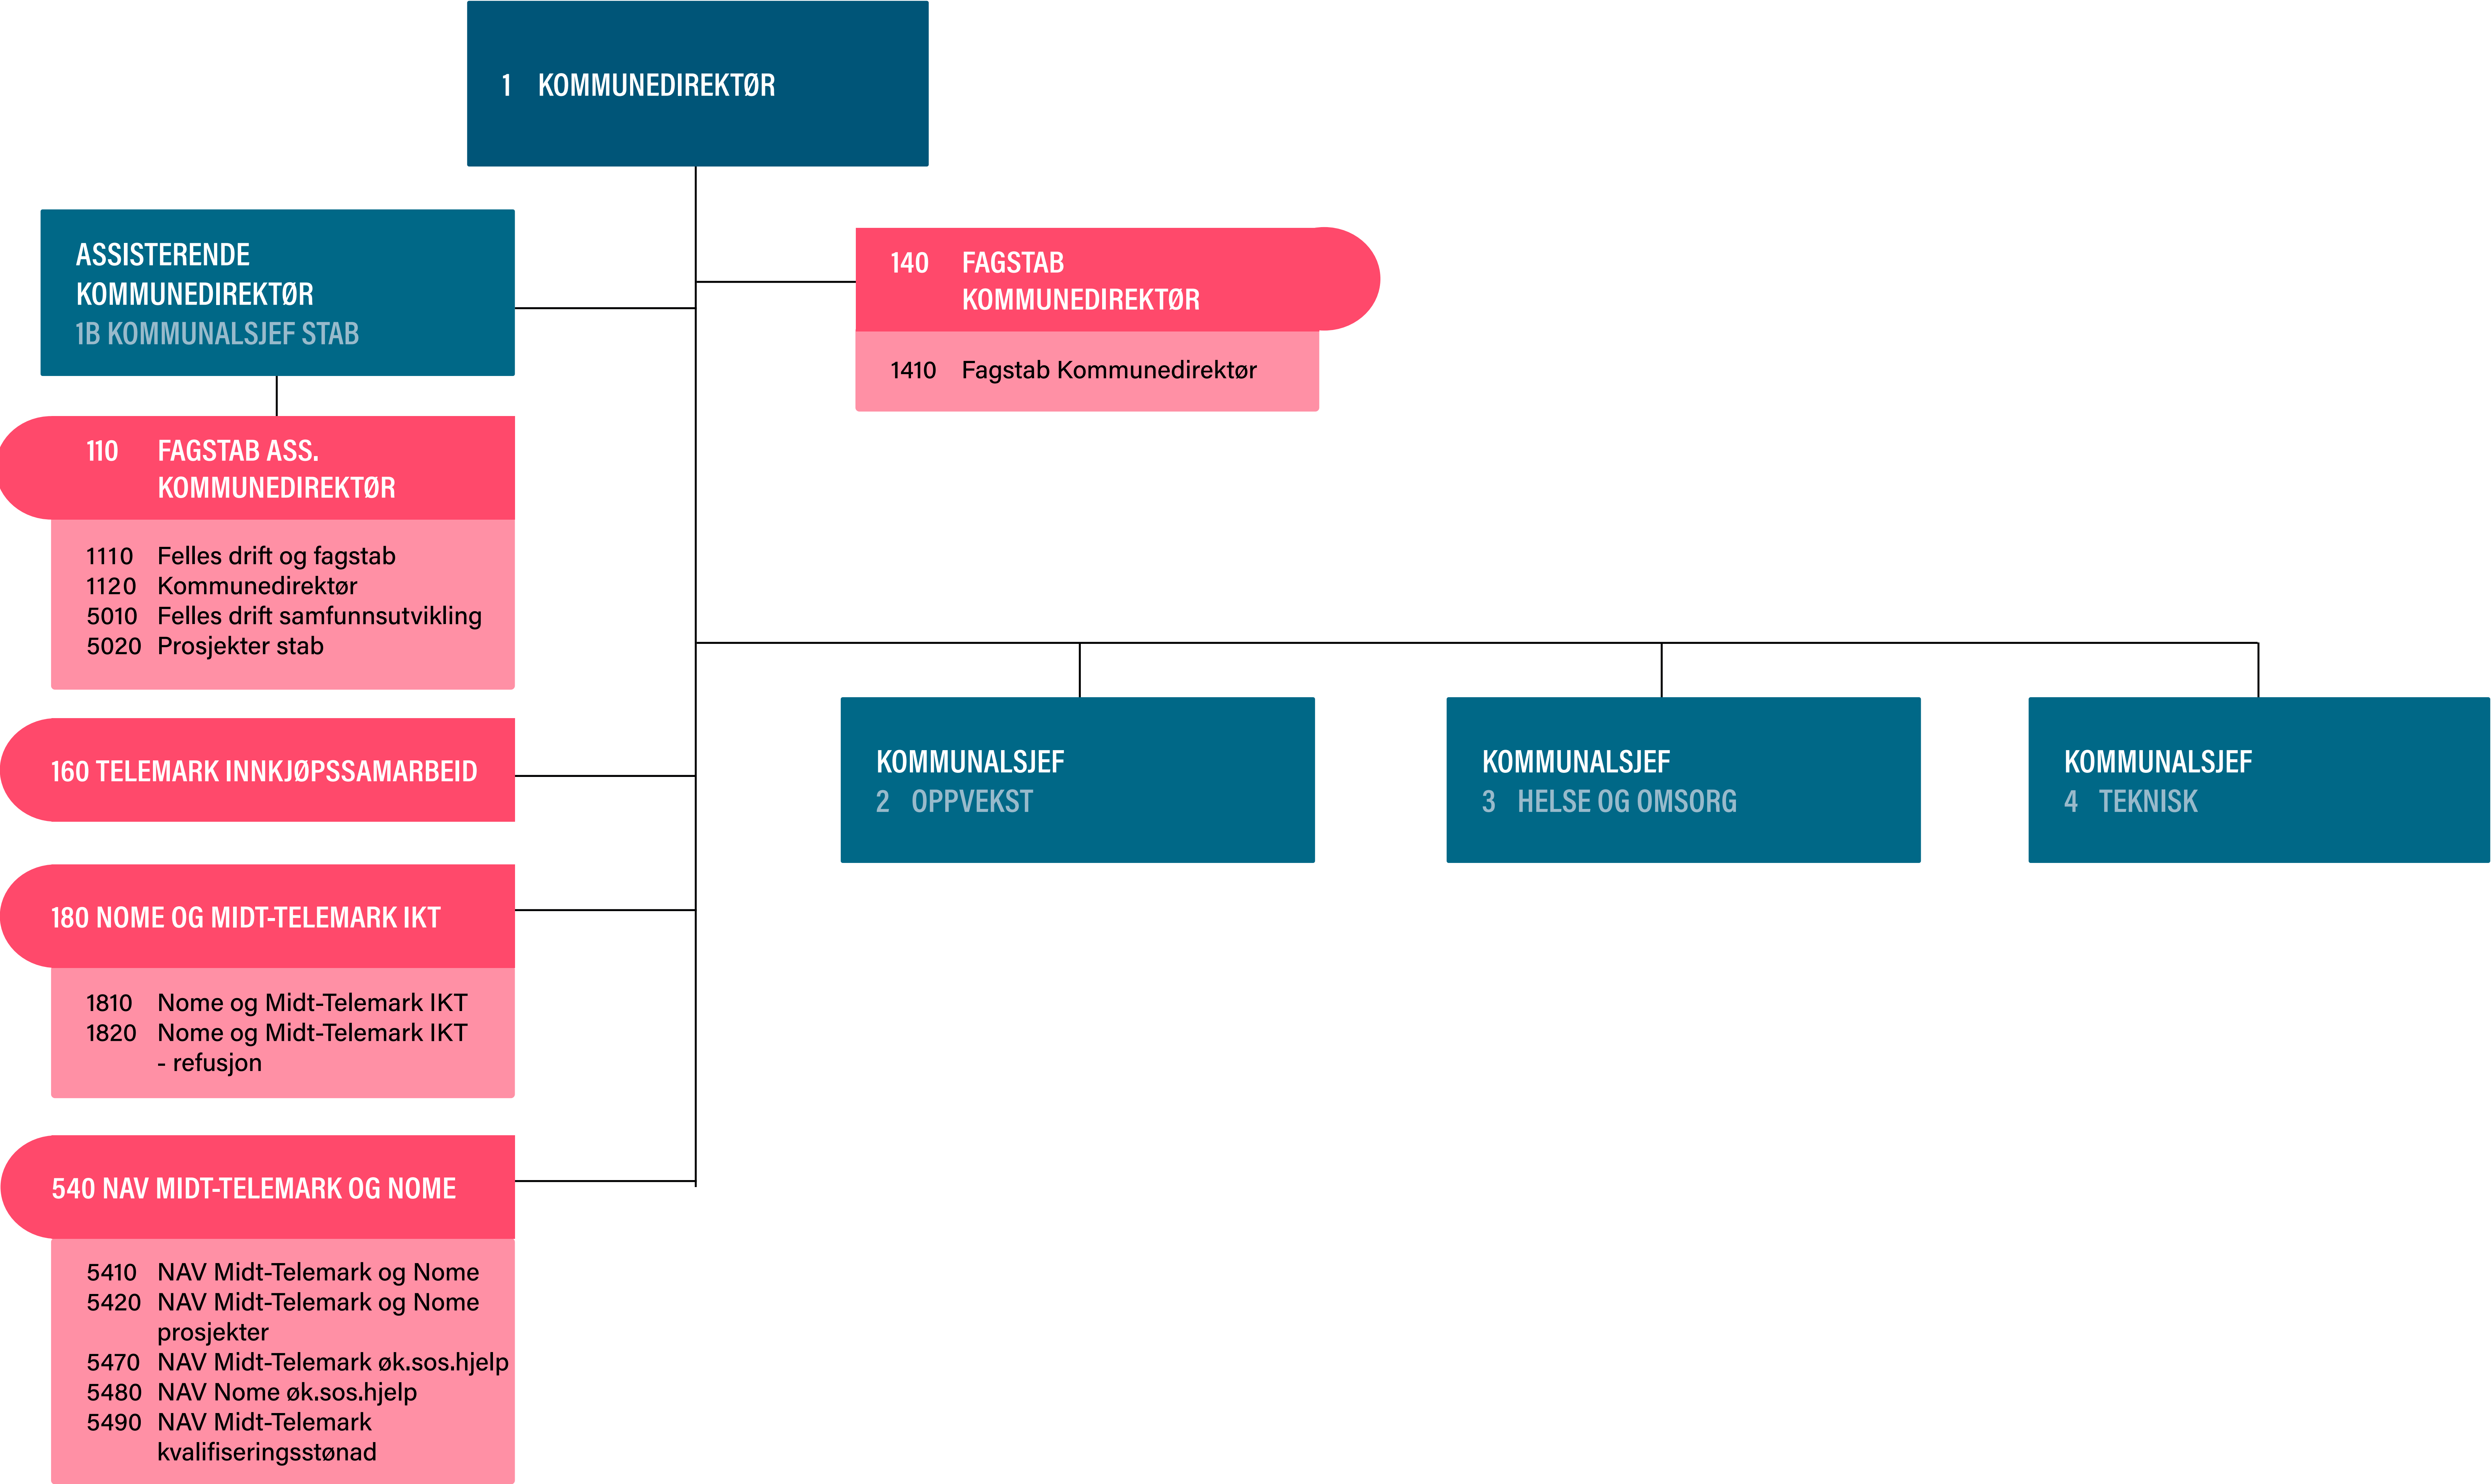 1 KOMMUNEDIREKTØR
ASSISTERENDE
KOMMUNEDIREKTØR
1B KOMMUNALSJEF STAB
140 FAGSTAB
KOMMUNEDIREKTØR
1410 Fagstab Kommunedirektør
110 FAGSTAB ASS.
KOMMUNEDIREKTØR
1110 Felles drift og fagstab
1120 Kommunedirektør
5010 Felles drift samfunnsutvikling
5020 Prosjekter stab
160 TELEMARK INNKJØPSSAMARBEID
KOMMUNALSJEF
2 OPPVEKST
KOMMUNALSJEF
3 HELSE OG OMSORG
KOMMUNALSJEF
4 TEKNISK
180 NOME OG MIDT-TELEMARK IKT
1810 Nome og Midt-Telemark IKT
1820 Nome og Midt-Telemark IKT
- refusjon
540 NAV MIDT-TELEMARK OG NOME
5410 NAV Midt-Telemark og Nome
5420 NAV Midt-Telemark og Nome
prosjekter
5470 NAV Midt-Telemark øk.sos.hjelp
5480 NAV Nome øk.sos.hjelp
5490 NAV Midt-Telemark
kvalifiseringsstønad